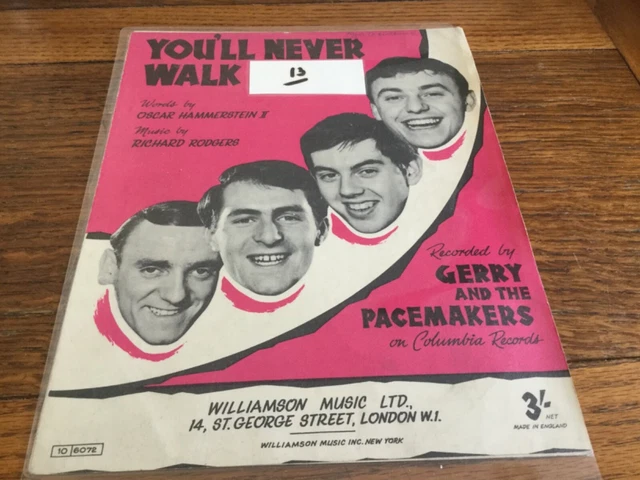 YOU'LL NEVER
WALK
13
Words by
OSCAR HAMMERSTEIN II
Music by
RICHARD RODGERS
Recorded by
GERRY
AND THE
PACEMAKERS
on Columbia Records
WILLIAMSON MUSIC LTD.,
14, ST. GEORGE STREET, LONDON W.1.
WILLIAMSON MUSIC INC. NEW YORK
3/- NET
MADE IN ENGLAND
10 6072